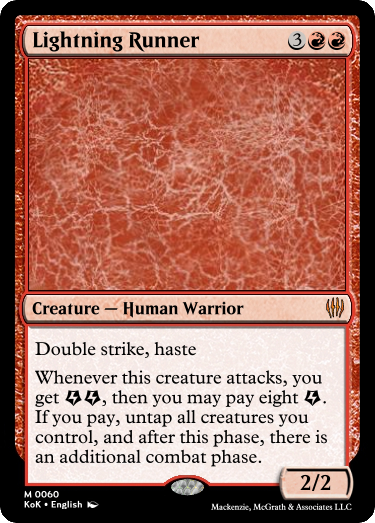 Lightning Runner 3
Creature — Human Warrior
Double strike, haste
Whenever this creature attacks, you
get , then you may pay eight .
If you pay, untap all creatures you
control, and after this phase, there is
an additional combat phase.
2/2
M 0060
KoK • English
Mackenzie, McGrath & Associates LLC